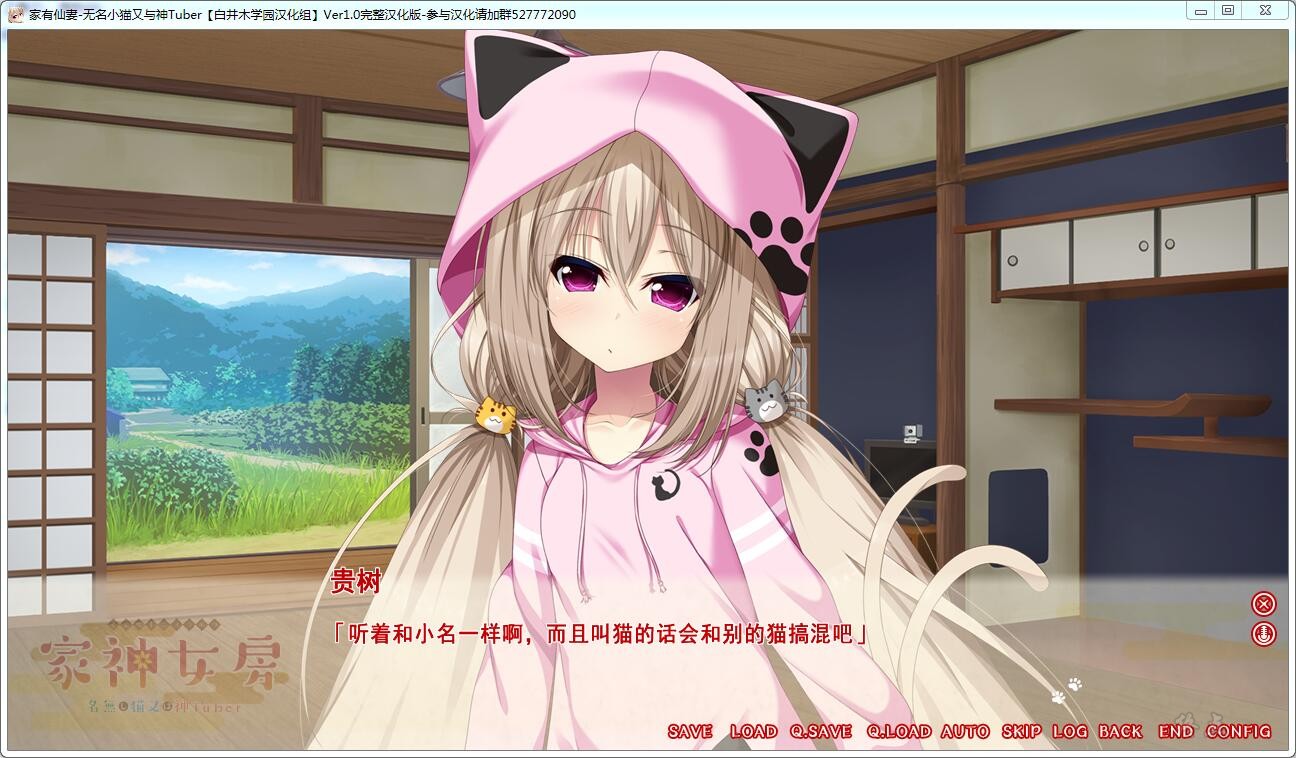 家有仙妻-无名小猫又与神Tuber【白井木学园汉化组】Ver1.0完整汉化版-参与汉化请加群527772090
贵树
「听着和小名一样啊，而且叫猫的话会和别的猫搞混吧」
家神女房
名無し猫又は神Tuber
SAVE LOAD Q.SAVE Q.LOAD AUTO SKIP LOG BACK END CONFIG